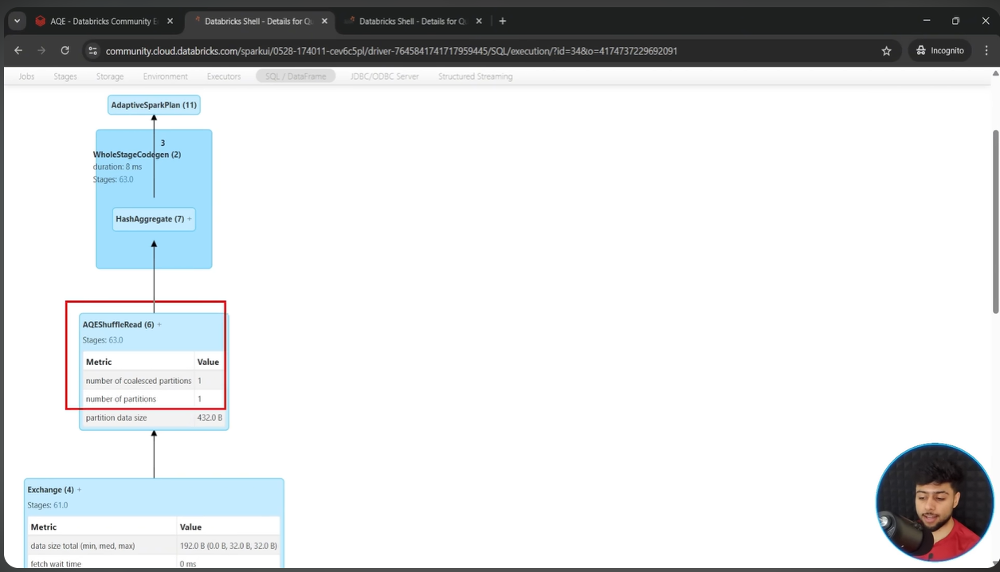 AQE - Databricks Community E
Databricks Shell - Details for Q
Databricks Shell - Details for Q
community.cloud.databricks.com/sparkui/0528-174011-cev6c5pl/driver-7645841741717959445/SQL/execution/?id=34&o=4174737229692091
Incognito
Jobs Stages Storage Environment Executors SQL / DataFrame JDBC/ODBC Server Structured Streaming
AdaptiveSparkPlan (11)
3
WholeStageCodegen (2)
duration: 8 ms
Stages: 63.0
HashAggregate (7) +
AQEShuffleRead (6) +
Stages: 63.0
Metric Value
number of coalesced partitions 1
number of partitions 1
partition data size 432.0 B
Exchange (4) +
Stages: 61.0
Metric Value
data size total (min, med, max) 192.0 B (0.0 B, 32.0 B, 32.0 B)
fetch wait time 0 ms